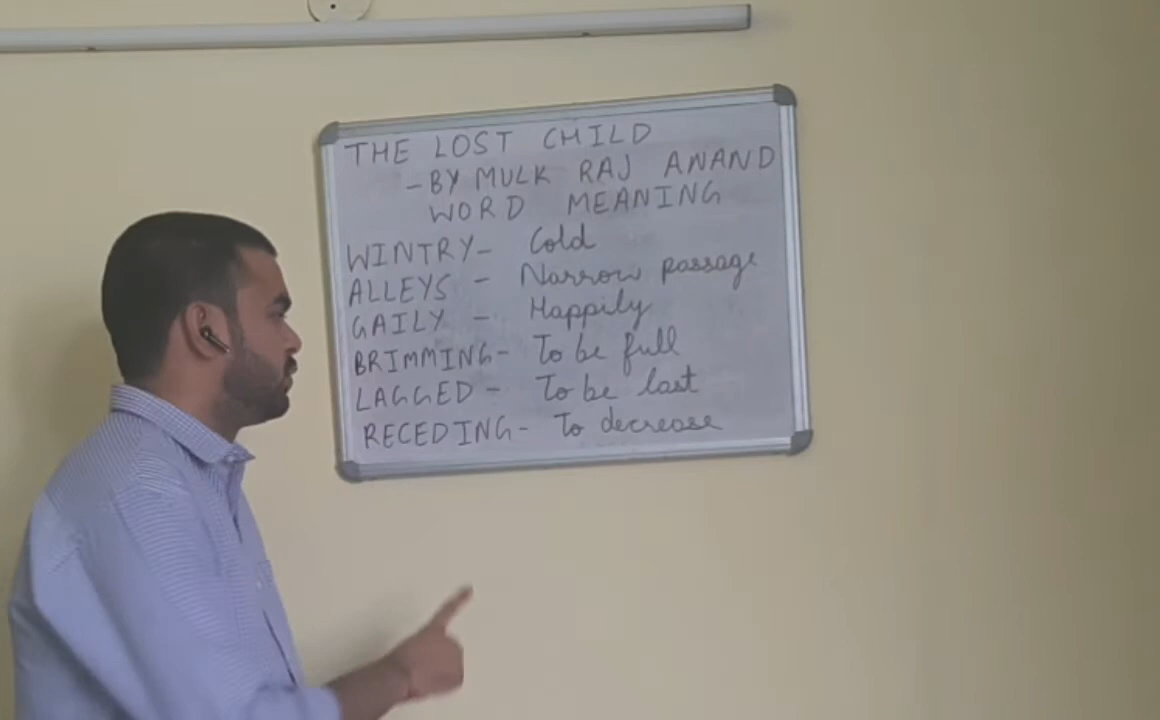 THE LOST CHILD
- BY MULK RAJ ANAND
WORD MEANING
WINTRY - Cold
ALLEYS - Narrow passage
GAILY - Happily
BRIMMING - To be full
LAGGED - To be last
RECEDING - To decrease